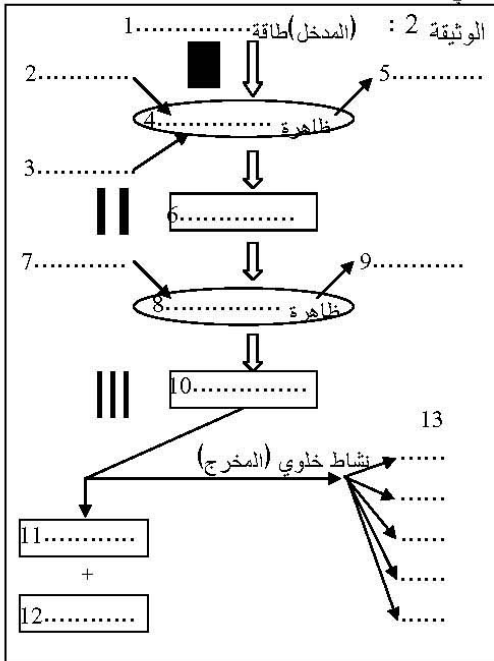 الوثيقة 2 : (المدخل)طاقة...................1
2............... 5.............
ظاهرة ...................4
3...............
6...............
7............... 9.............
ظاهرة ...................8
10...............
13
نشاط خلوي (المخرج) ......
......
11............ ......
+ ......
12............ ......